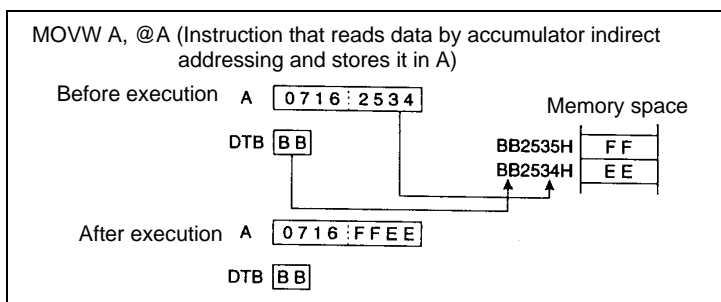 MOVW A, @A (Instruction that reads data by accumulator indirect
addressing and stores it in A)
Before execution A 0716 2534
Memory space
DTB BB
BB2535H FF
BB2534H EE
After execution A 0716 FFEE
DTB BB